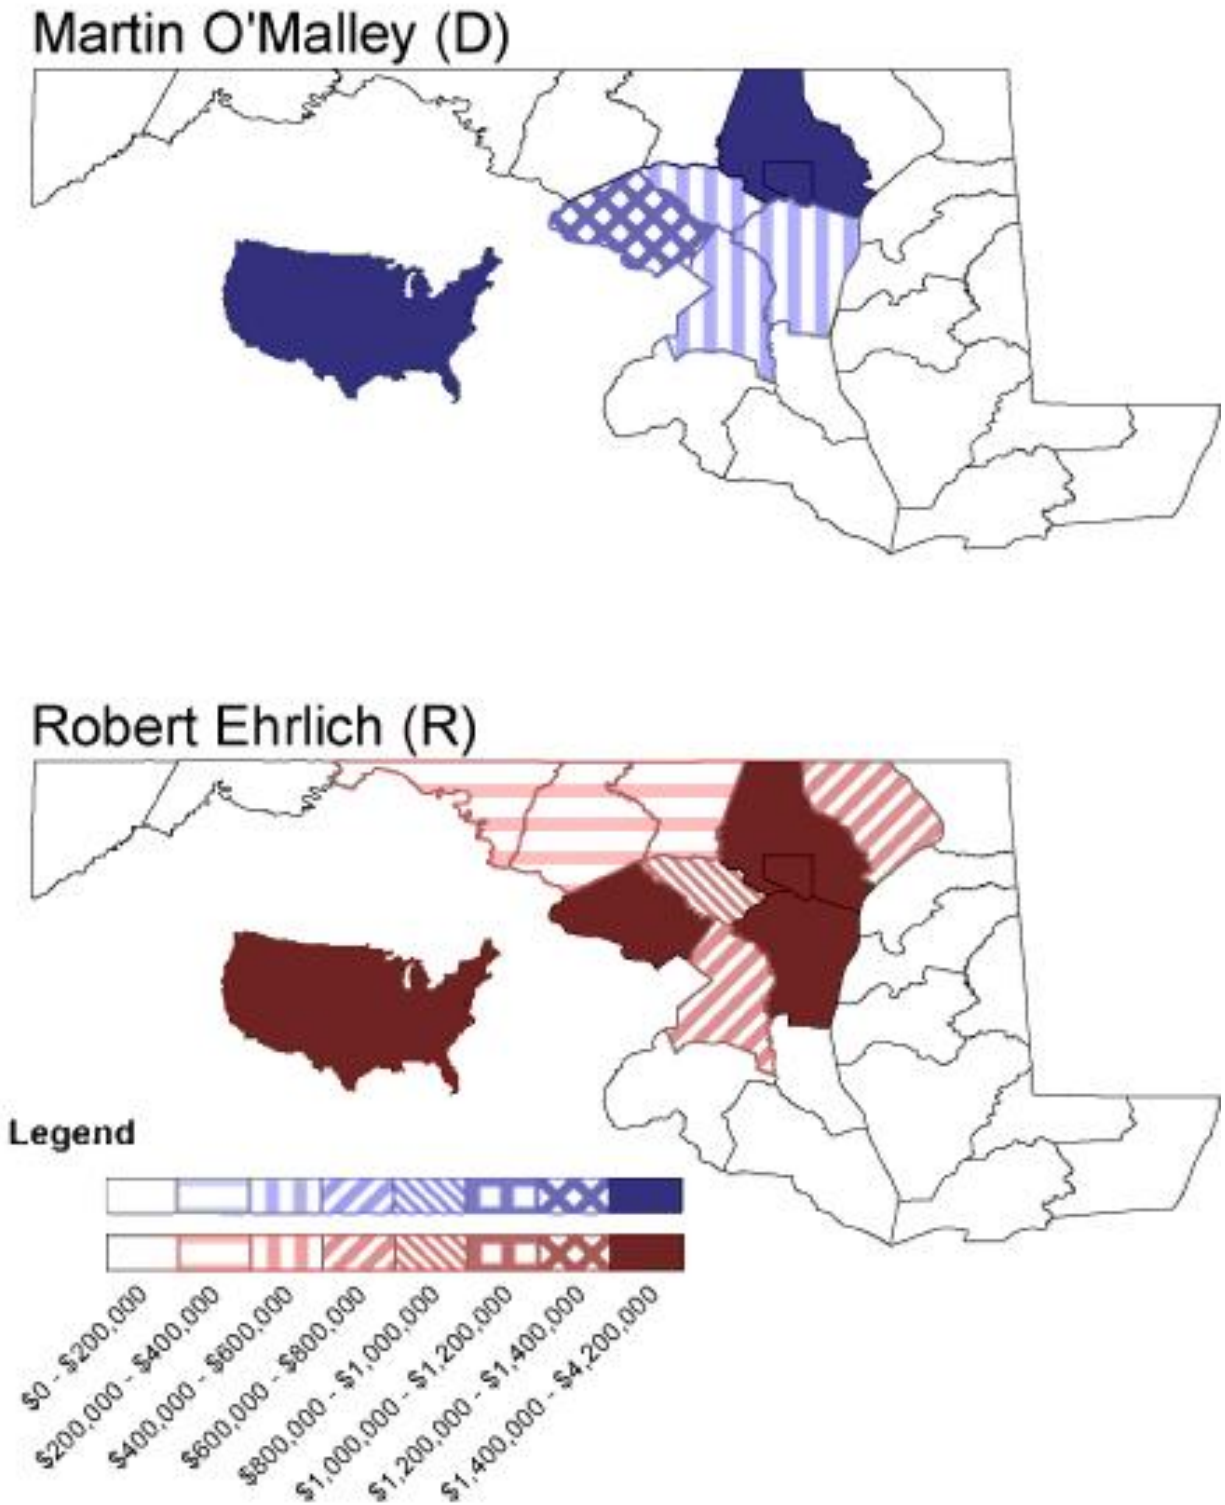 Martin O'Malley (D)
Robert Ehrlich (R)
Legend
$0 - $200,000
$200,000 - $400,000
$400,000 - $600,000
$600,000 - $800,000
$800,000 - $1,000,000
$1,000,000 - $1,200,000
$1,200,000 - $1,400,000
$1,400,000 - $4,200,000